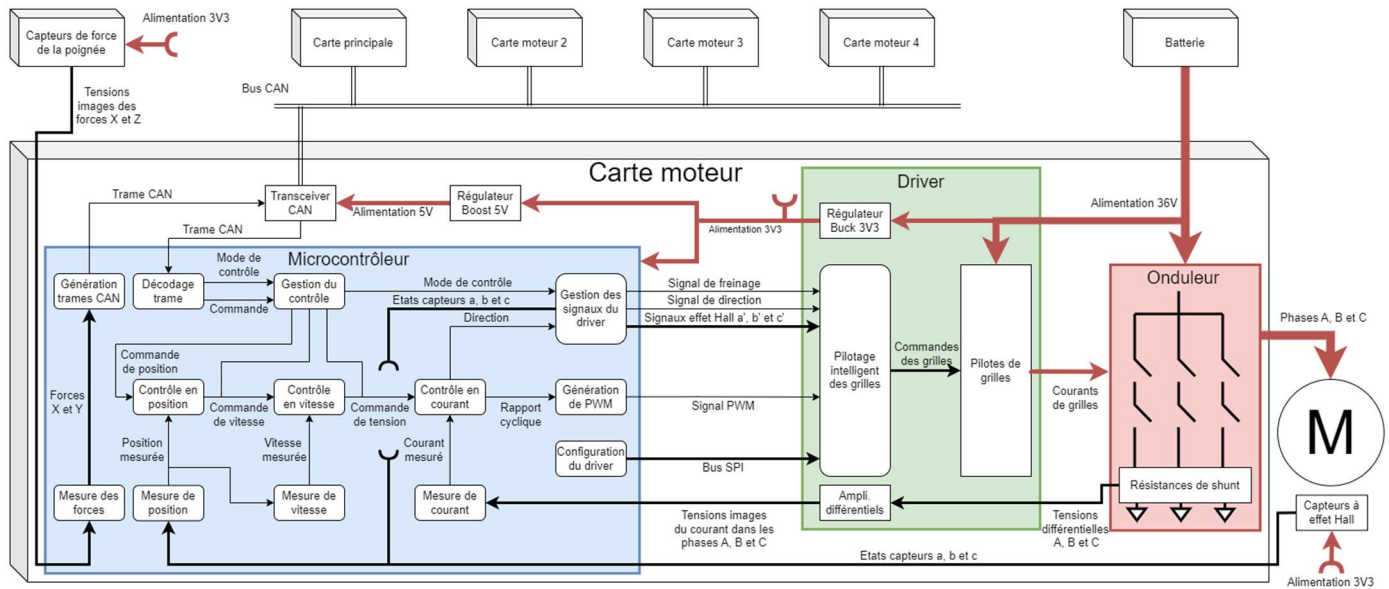 Capteurs de force
de la poignée
Alimentation 3V3
Carte principale
Carte moteur 2
Carte moteur 3
Carte moteur 4
Batterie
Tensions
images des
forces X et Z
Bus CAN
Carte moteur
Trame CAN
Transceiver
CAN
Alimentation 5V
Régulateur
Boost 5V
Alimentation 3V3
Driver
Régulateur
Buck 3V3
Alimentation 36V
Trame CAN
Microcontrôleur
Génération
trames CAN
Décodage
trame
Mode de
contrôle
Commande
Gestion du
contrôle
Mode de contrôle
Etats capteurs a, b et c
Direction
Gestion des
signaux du
driver
Signal de freinage
Signal de direction
Signaux effet Hall a', b' et c'
Onduleur
Phases A, B et C
Commande
de position
Forces
X et Y
Contrôle en
position
Commande
de vitesse
Contrôle
en vitesse
Commande
de tension
Contrôle en
courant
Rapport
cyclique
Génération
de PWM
Signal PWM
Pilotage
intelligent
des grilles
Commandes
des grilles
Pilotes de
grilles
Courants
de grilles
M
Position
mesurée
Vitesse
mesurée
Courant
mesuré
Configuration
du driver
Bus SPI
Mesure des
forces
Mesure de
position
Mesure de
vitesse
Mesure de
courant
Tensions images
du courant dans les
phases A, B et C
Ampli.
différentiels
Tensions
différentielles
A, B et C
Résistances de shunt
Capteurs à
effet Hall
Etats capteurs a, b et c
Alimentation 3V3